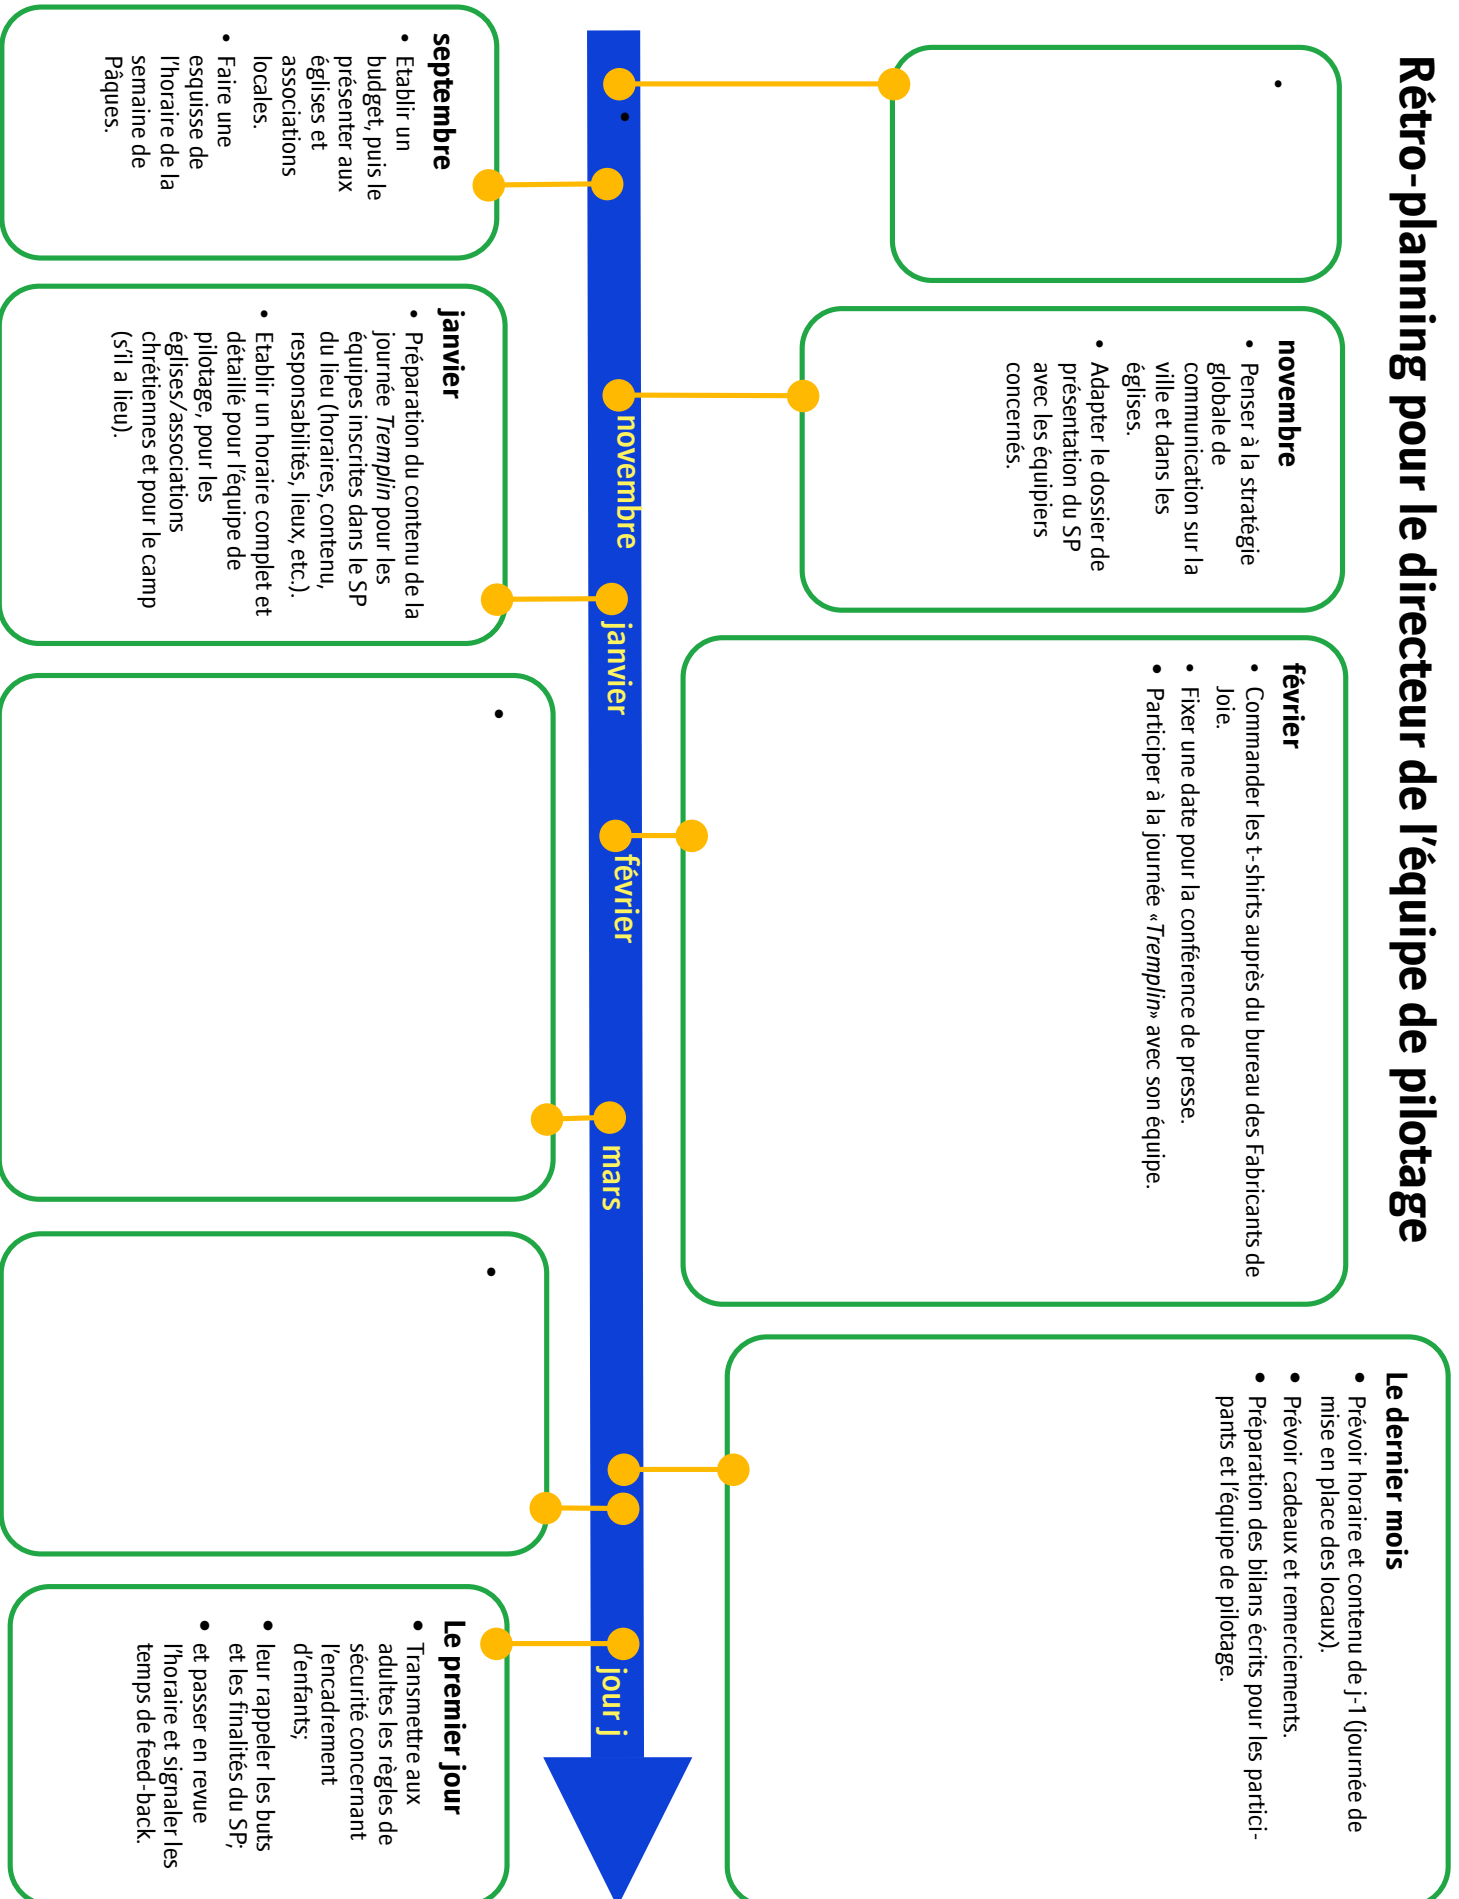 Rétro-planning pour le directeur de l'équipe de pilotage
•
novembre
• Penser à la stratégie
globale de
communication sur la
ville et dans les
églises.
• Adapter le dossier de
présentation du SP
avec les équipiers
concernés.
février
• Commander les t-shirts auprès du bureau des Fabricants de
Joie.
• Fixer une date pour la conférence de presse.
• Participer à la journée «Tremplin» avec son équipe.
Le dernier mois
• Prévoir horaire et contenu de j-1 (journée de
mise en place des locaux).
• Prévoir cadeaux et remerciements.
• Préparation des bilans écrits pour les partici-
pants et l'équipe de pilotage.
•
novembre
janvier
février
mars
jour j
septembre
• Etablir un
budget, puis le
présenter aux
églises et
associations
locales.
• Faire une
esquisse de
l'horaire de la
semaine de
Pâques.
janvier
• Préparation du contenu de la
journée Tremplin pour les
équipes inscrites dans le SP
du lieu (horaires, contenu,
responsabilités, lieux, etc.).
• Etablir un horaire complet et
détaillé pour l'équipe de
pilotage, pour les
églises/associations
chrétiennes et pour le camp
(s'il a lieu).
•
•
Le premier jour
• Transmettre aux
adultes les règles de
sécurité concernant
l'encadrement
d'enfants;
• leur rappeler les buts
et les finalités du SP;
• et passer en revue
l'horaire et signaler les
temps de feed-back.